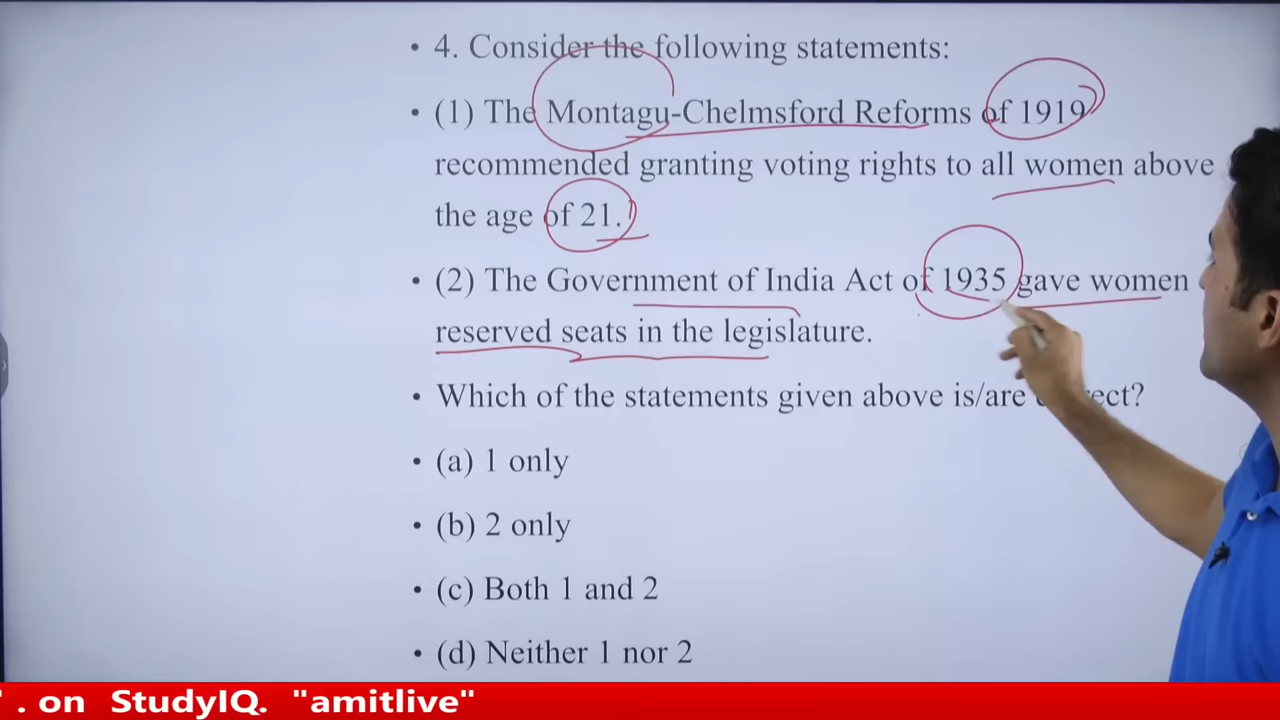 • 4. Consider the following statements:
• (1) The Montagu-Chelmsford Reforms of 1919
recommended granting voting rights to all women above
the age of 21.
• (2) The Government of India Act of 1935 gave women
reserved seats in the legislature.
• Which of the statements given above is/are ect?
• (a) 1 only
• (b) 2 only
• (c) Both 1 and 2
• (d) Neither 1 nor 2
". on StudyIQ. "amitlive"